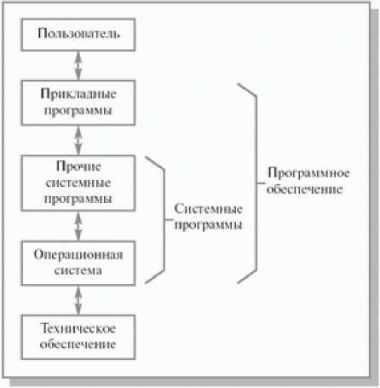 Пользователь
Прикладные
программы
Прочие
системные
программы
Операционная
система
Техническое
обеспечение
Системные
программы
Программное
обеспечение